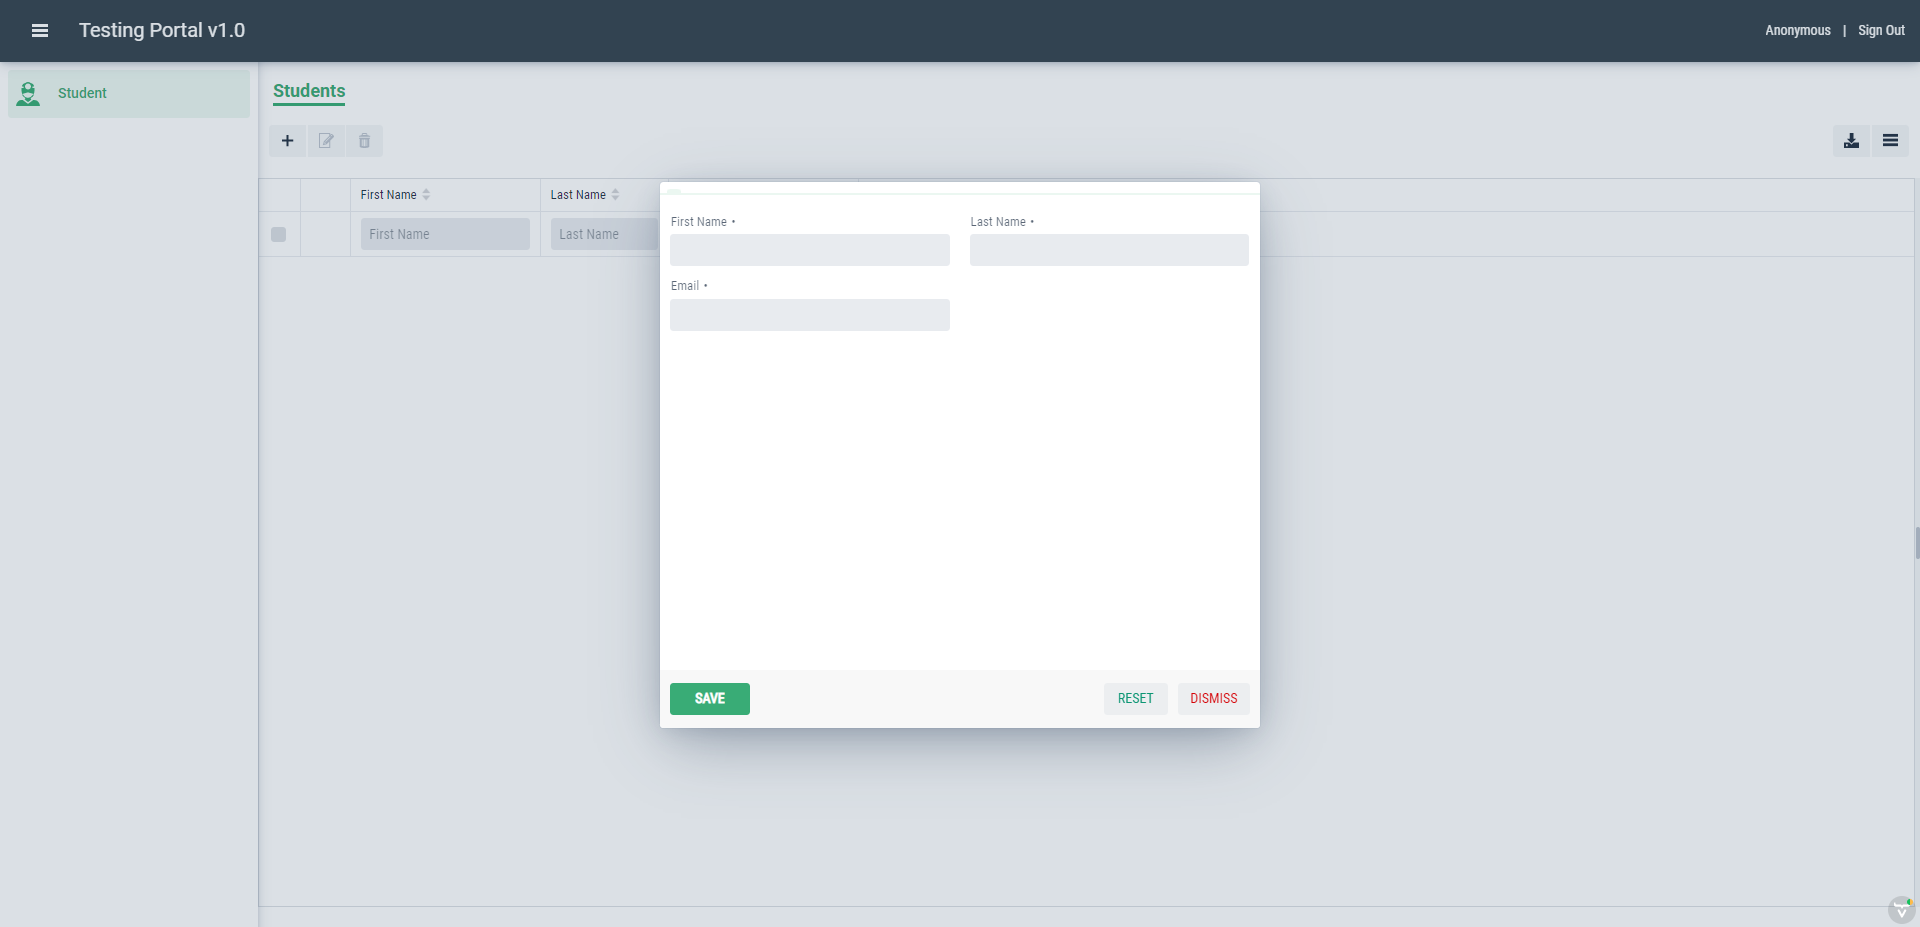 Testing Portal v1.0
Anonymous | Sign Out
Student
Students
First Name
Last Name
First Name
Last Name
First Name •
Last Name •
Email •
SAVE
RESET
DISMISS